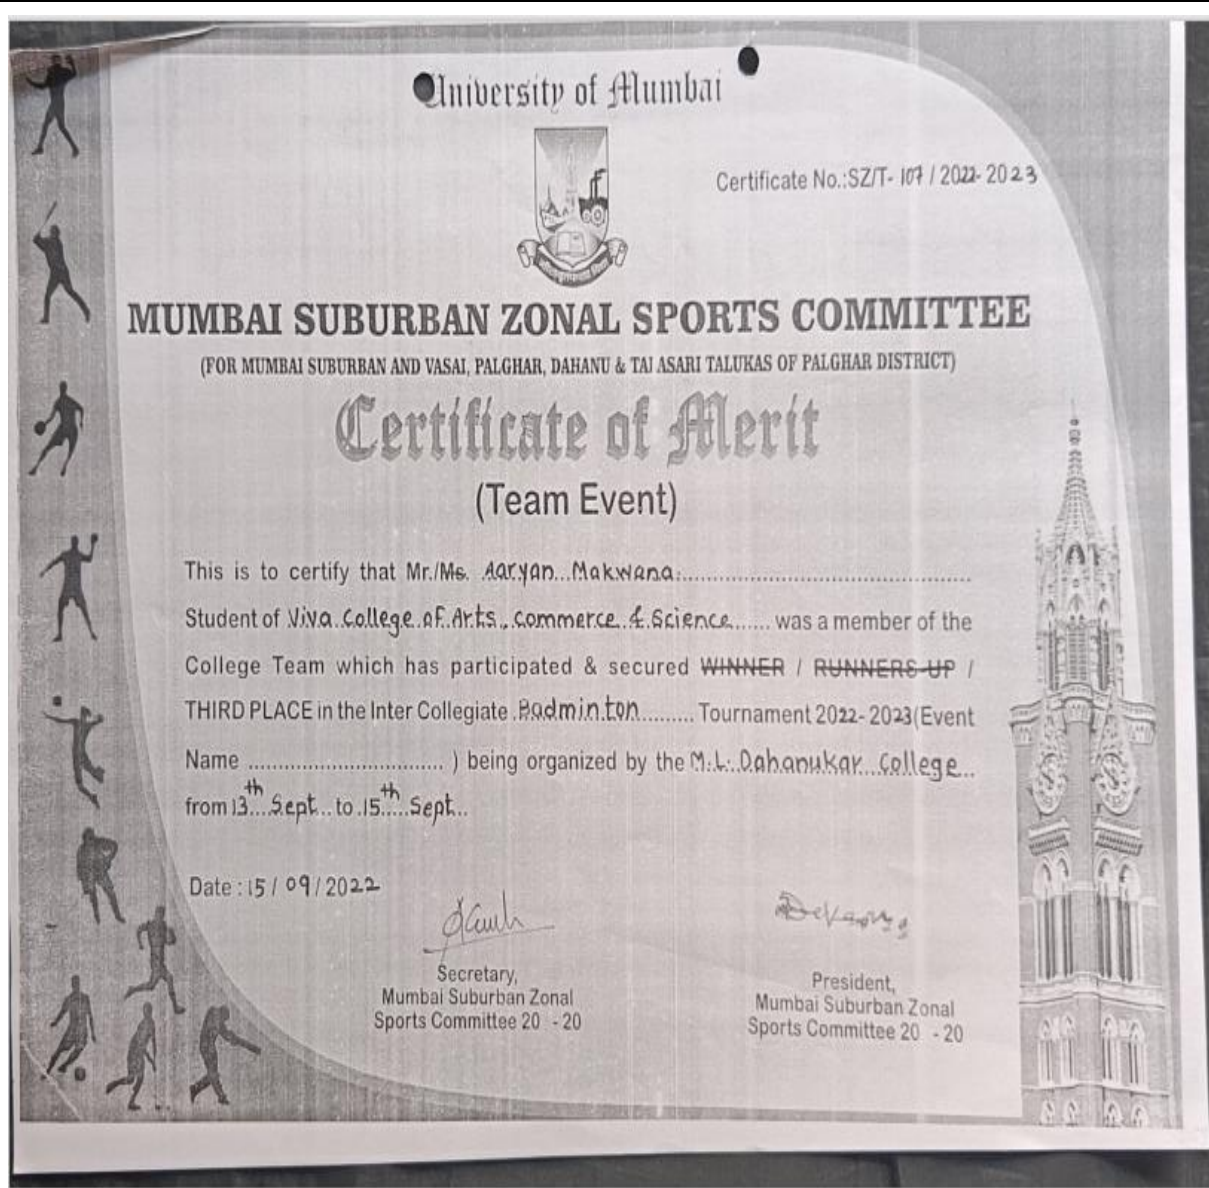 University of Mumbai
Certificate No.:SZ/T- 107 / 2022- 2023
MUMBAI SUBURBAN ZONAL SPORTS COMMITTEE
(FOR MUMBAI SUBURBAN AND VASAI, PALGHAR, DAHANU & TALASARI TALUKAS OF PALGHAR DISTRICT)
Certificate of Merit
(Team Event)
This is to certify that Mr./Ms. Aaryan Makwana
Student of Viva College of Arts, Commerce & Science was a member of the
College Team which has participated & secured WINNER / RUNNERS-UP /
THIRD PLACE in the Inter Collegiate Badminton Tournament 2022- 2023(Event
Name .............................. ) being organized by the M.L. Dahanukar College
from 13th Sept to 15th Sept
Date : 15 / 09 / 2022
Secretary,
Mumbai Suburban Zonal
Sports Committee 20 - 20
President,
Mumbai Suburban Zonal
Sports Committee 20 - 20